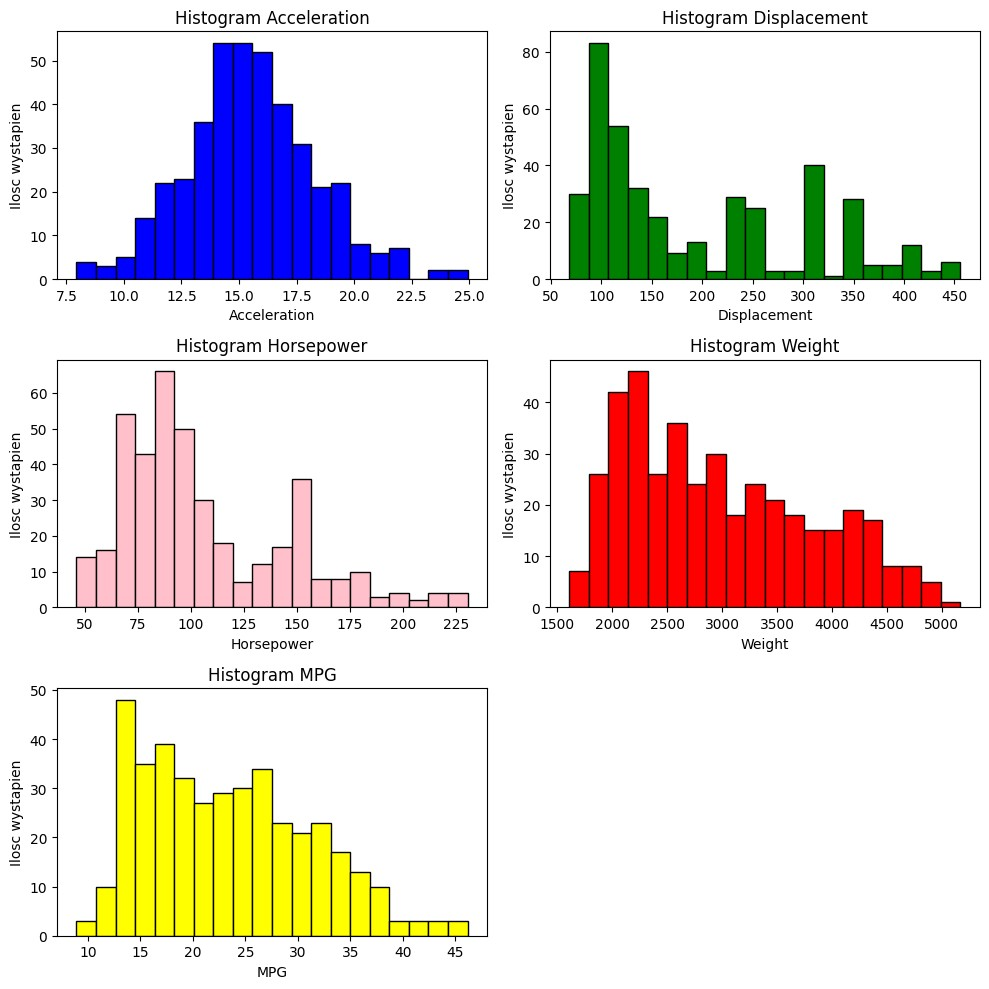 Histogram Acceleration
50
40
30
20
10
0
Ilosc wystapien
7.5 10.0 12.5 15.0 17.5 20.0 22.5 25.0
Acceleration
Histogram Displacement
80
60
40
20
0
Ilosc wystapien
50 100 150 200 250 300 350 400 450
Displacement
Histogram Horsepower
60
50
40
30
20
10
0
Ilosc wystapien
50 75 100 125 150 175 200 225
Horsepower
Histogram Weight
40
30
20
10
0
Ilosc wystapien
1500 2000 2500 3000 3500 4000 4500 5000
Weight
Histogram MPG
50
40
30
20
10
0
Ilosc wystapien
10 15 20 25 30 35 40 45
MPG